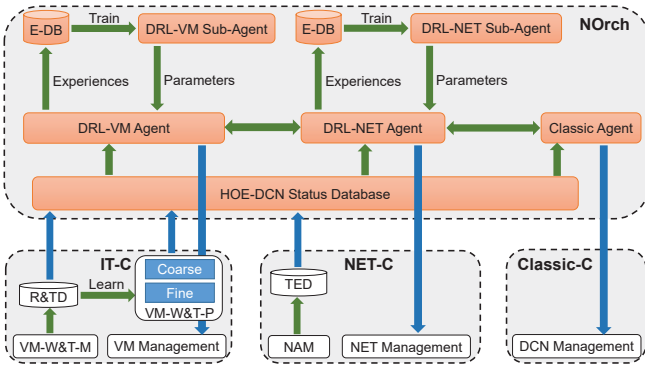 E-DB
Train
DRL-VM Sub-Agent
E-DB
Train
DRL-NET Sub-Agent
NOrch
Experiences
Parameters
Experiences
Parameters
DRL-VM Agent
DRL-NET Agent
Classic Agent
HOE-DCN Status Database
IT-C
NET-C
Classic-C
R&TD
Learn
Coarse
Fine
VM-W&T-P
TED
VM-W&T-M
VM Management
NAM
NET Management
DCN Management